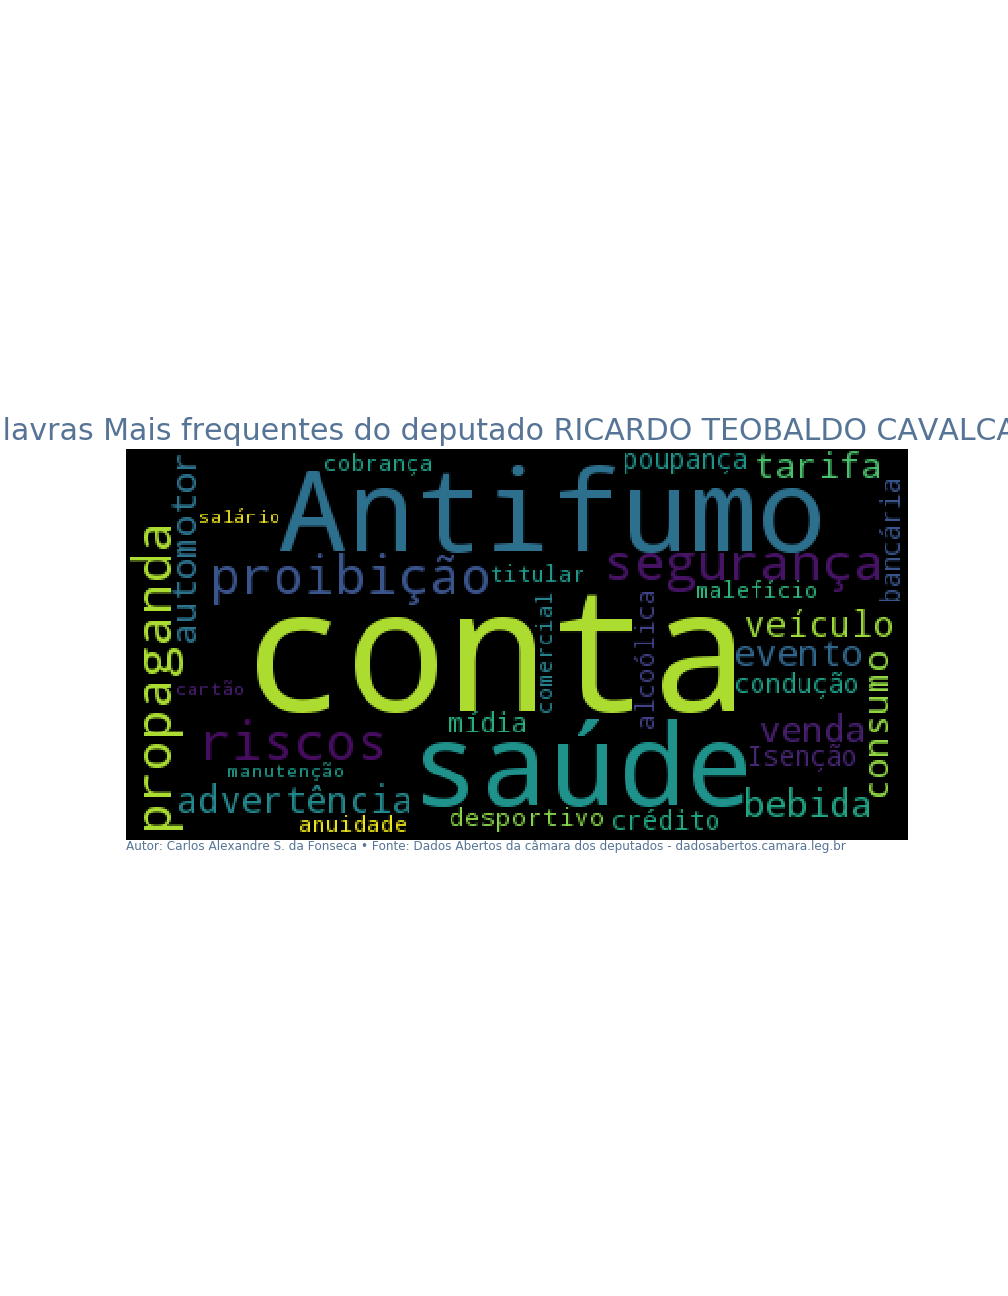 lavras Mais frequentes do deputado RICARDO TEOBALDO CAVALCA
cobrança
poupança
tarifa
automotor
salário
Antifumo
bancária
propaganda
proibição
titular
segurança
malefício
conta
comercial
alcoólica
veículo
evento
condução
consumo
cartão
riscos
mídia
saúde
venda
Isenção
manutenção
advertência
anuidade
desportivo
crédito
bebida
Autor: Carlos Alexandre S. da Fonseca • Fonte: Dados Abertos da câmara dos deputados - dadosabertos.camara.leg.br